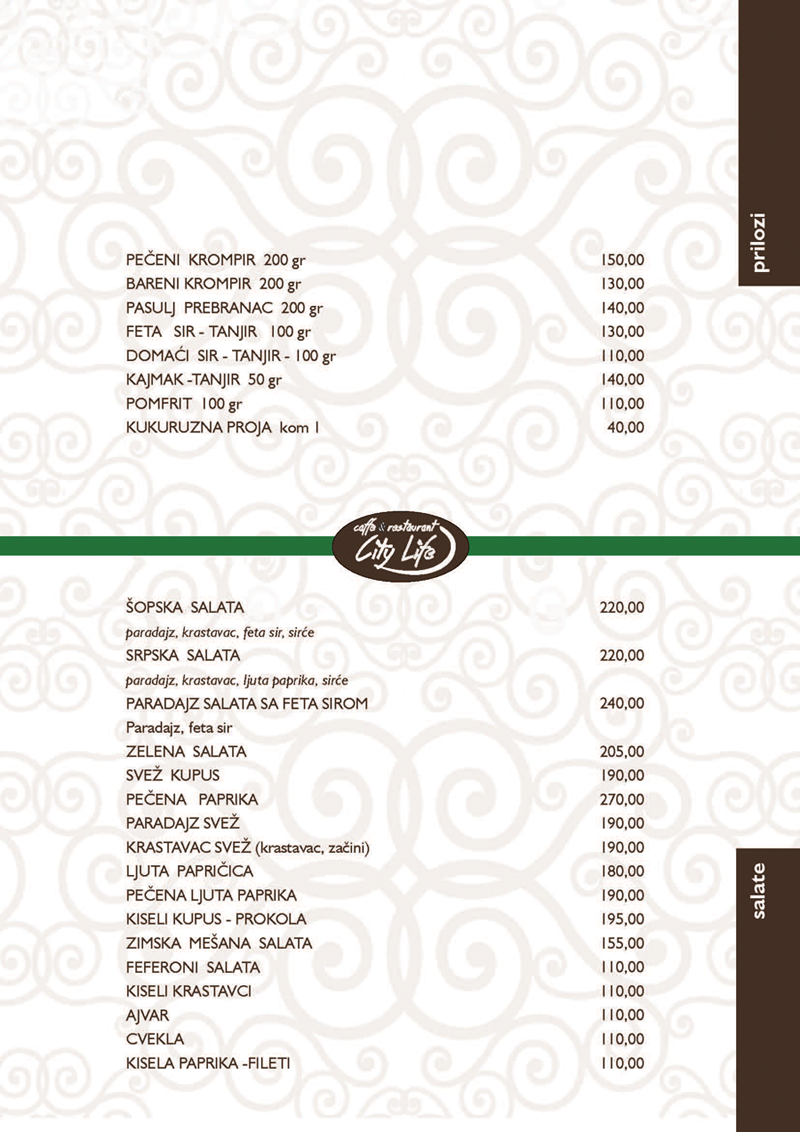 prilozi
PEČENI KROMPIR 200 gr 150,00
BARENI KROMPIR 200 gr 130,00
PASULJ PREBRANAC 200 gr 140,00
FETA SIR - TANJIR 100 gr 130,00
DOMAĆI SIR - TANJIR - 100 gr 110,00
KAJMAK -TANJIR 50 gr 140,00
POMFRIT 100 gr 110,00
KUKURUZNA PROJA kom 1 40,00
caffe & restaurant
City Life
ŠOPSKA SALATA 220,00
paradajz, krastavac, feta sir, sirće
SRPSKA SALATA 220,00
paradajz, krastavac, ljuta paprika, sirće
PARADAJZ SALATA SA FETA SIROM 240,00
Paradajz, feta sir
ZELENA SALATA 205,00
SVEŽ KUPUS 190,00
PEČENA PAPRIKA 270,00
PARADAJZ SVEŽ 190,00
KRASTAVAC SVEŽ (krastavac, začini) 190,00
LJUTA PAPRIČICA 180,00
PEČENA LJUTA PAPRIKA 190,00
KISELI KUPUS - PROKOLA 195,00
ZIMSKA MEŠANA SALATA 155,00
FEFERONI SALATA 110,00
KISELI KRASTAVCI 110,00
AJVAR 110,00
CVEKLA 110,00
KISELA PAPRIKA -FILETI 110,00
salate